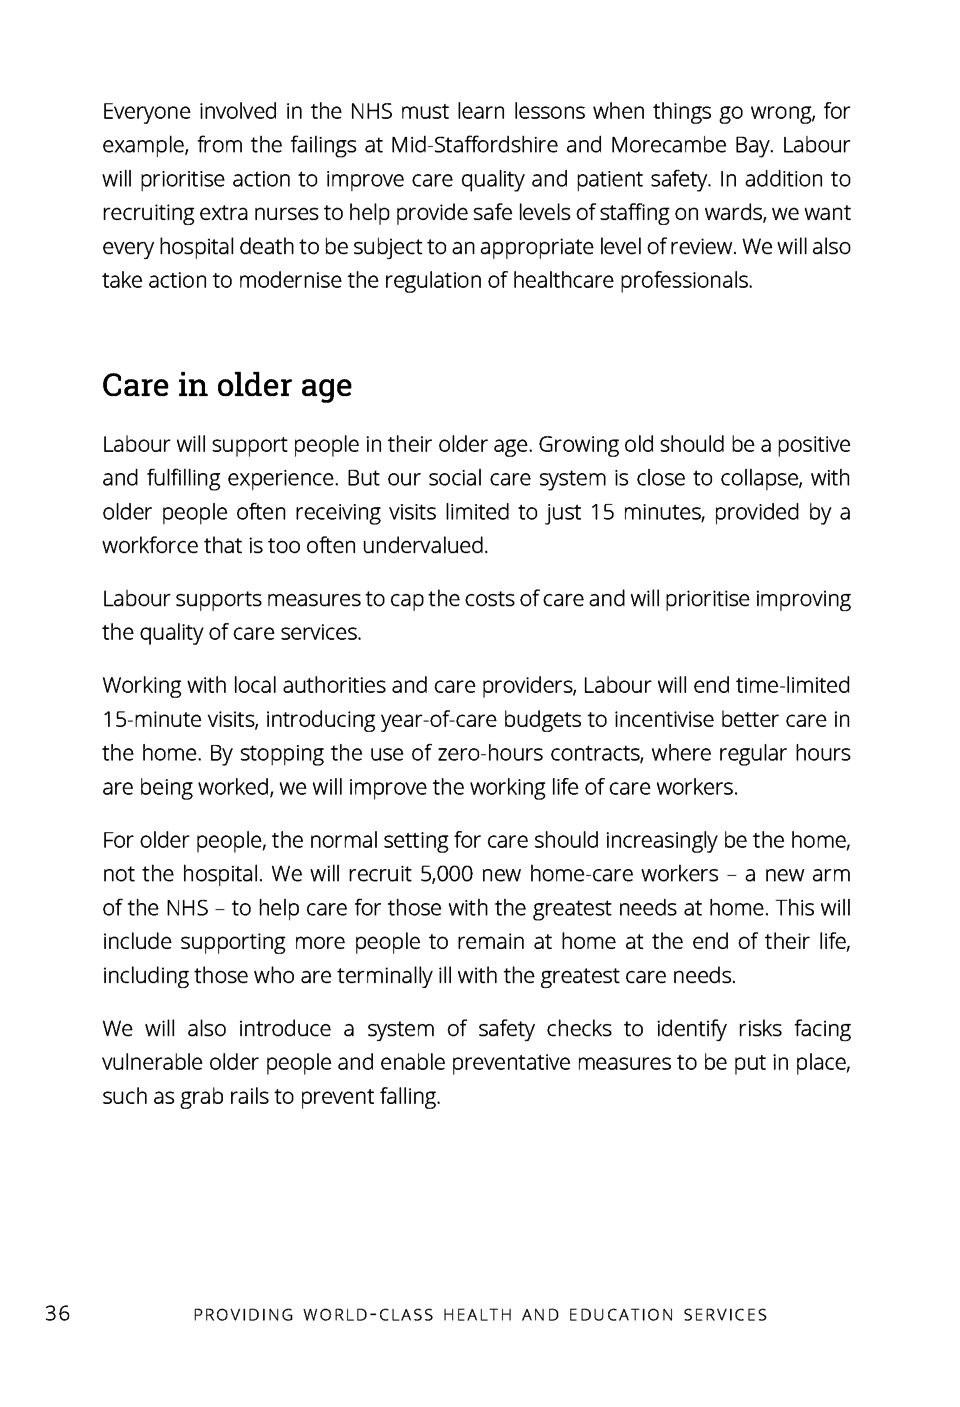 Everyone involved in the NHS must learn lessons when things go wrong, for
example, from the failings at Mid-Staffordshire and Morecambe Bay. Labour
will prioritise action to improve care quality and patient safety. In addition to
recruiting extra nurses to help provide safe levels of staffing on wards, we want
every hospital death to be subject to an appropriate level of review. We will also
take action to modernise the regulation of healthcare professionals.
Care in older age
Labour will support people in their older age. Growing old should be a positive
and fulfilling experience. But our social care system is close to collapse, with
older people often receiving visits limited to just 15 minutes, provided by a
workforce that is too often undervalued.
Labour supports measures to cap the costs of care and will prioritise improving
the quality of care services.
Working with local authorities and care providers, Labour will end time-limited
15-minute visits, introducing year-of-care budgets to incentivise better care in
the home. By stopping the use of zero-hours contracts, where regular hours
are being worked, we will improve the working life of care workers.
For older people, the normal setting for care should increasingly be the home,
not the hospital. We will recruit 5,000 new home-care workers – a new arm
of the NHS – to help care for those with the greatest needs at home. This will
include supporting more people to remain at home at the end of their life,
including those who are terminally ill with the greatest care needs.
We will also introduce a system of safety checks to identify risks facing
vulnerable older people and enable preventative measures to be put in place,
such as grab rails to prevent falling.
36 PROVIDING WORLD-CLASS HEALTH AND EDUCATION SERVICES